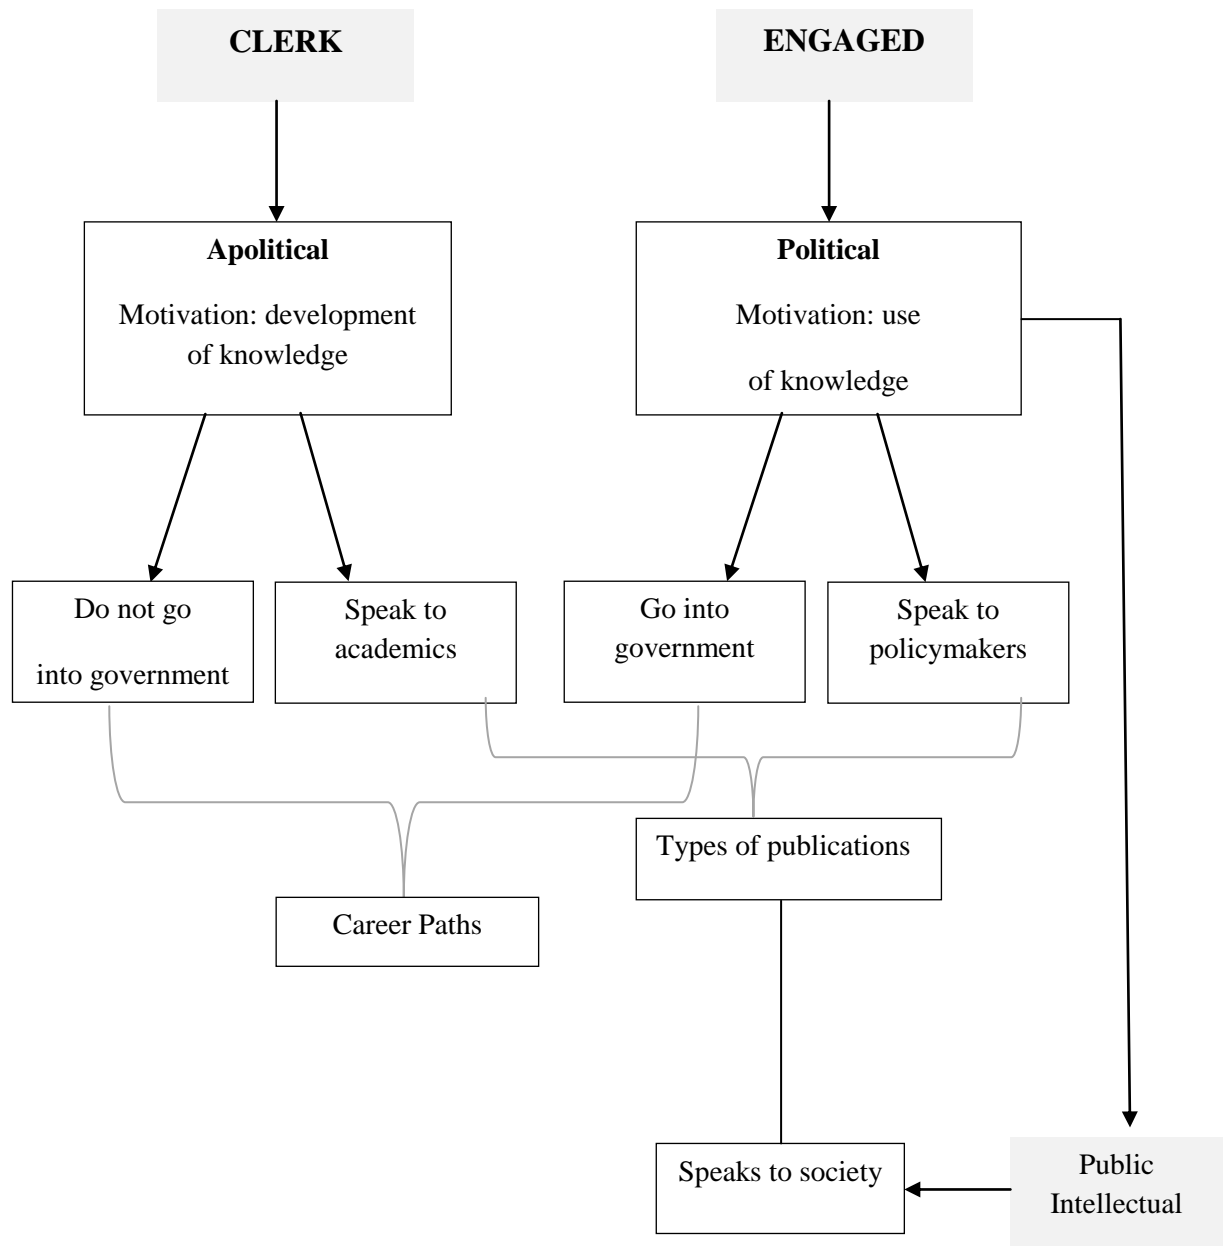 CLERK
ENGAGED
Apolitical
Motivation: development
of knowledge
Political
Motivation: use
of knowledge
Do not go
into government
Speak to
academics
Go into
government
Speak to
policymakers
Types of publications
Career Paths
Speaks to society
Public
Intellectual